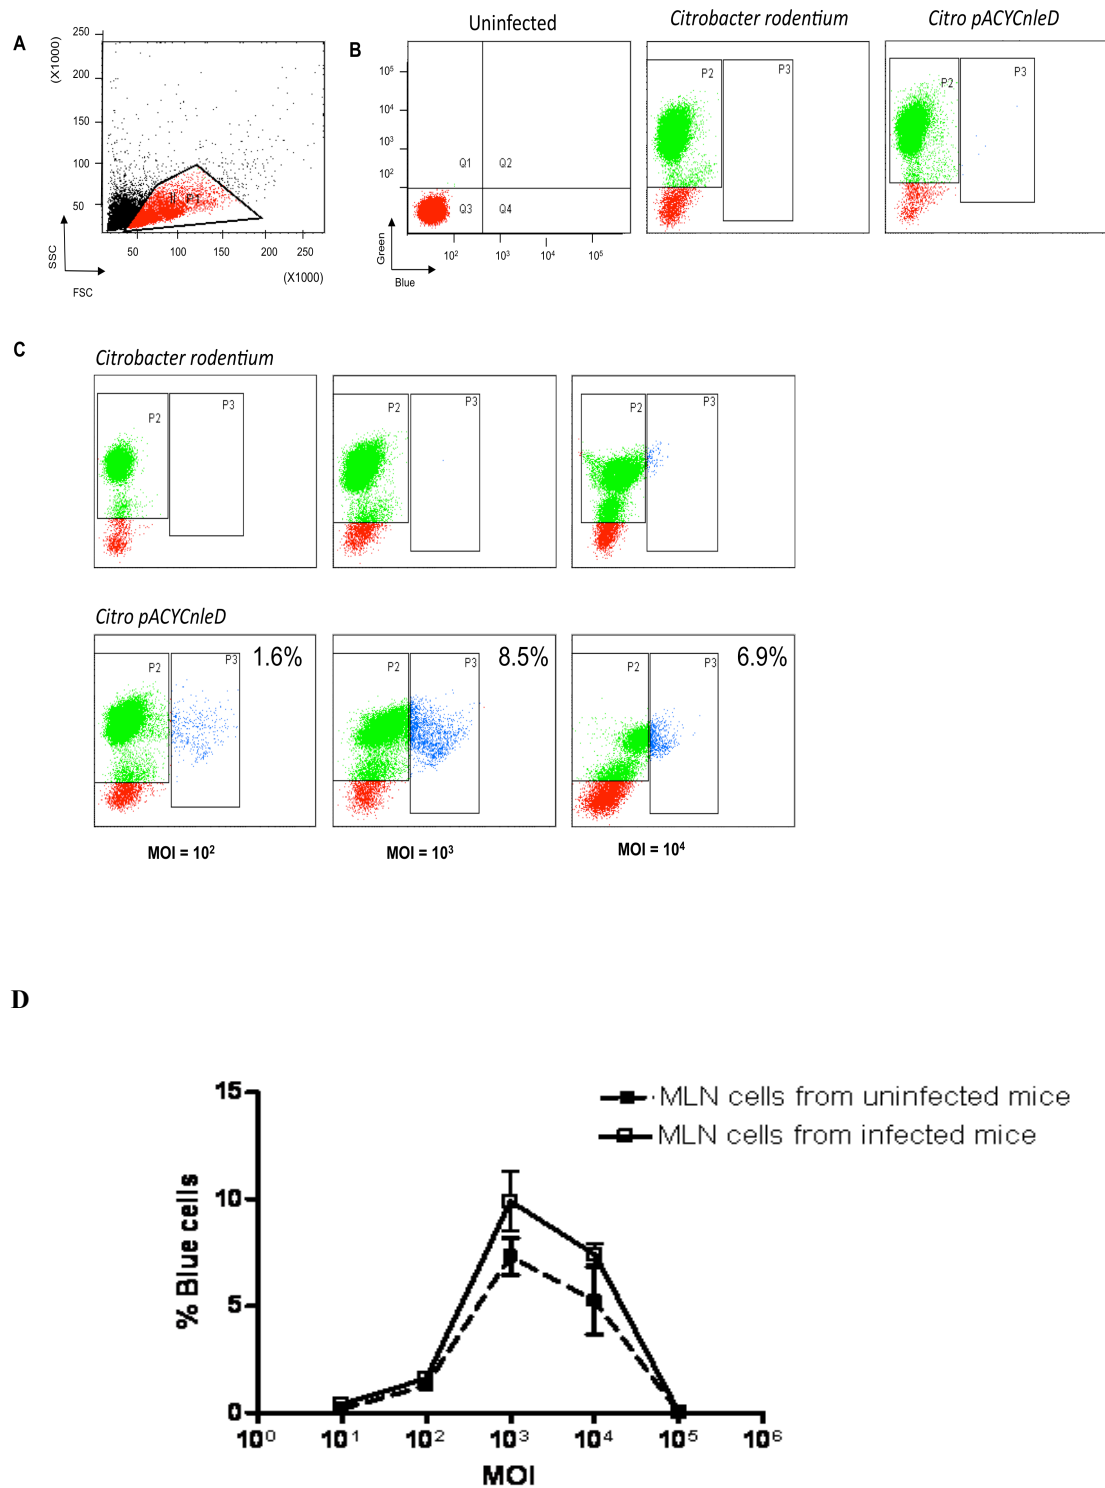 A
(X1000)
250
200
150
100
50
SSC
FSC
50 100 150 200 250
(X1000)
P1
B
Uninfected
Citrobacter rodentium
Citro pACYCnleD
10⁵
10⁴
10³
10²
Q1 Q2
Q3 Q4
Green
Blue
10² 10³ 10⁴ 10⁵
P2 P3
P2 P3
C
Citrobacter rodentium
P2 P3
P2 P3
P2 P3
Citro pACYCnleD
P2 P3 1.6%
P2 P3 8.5%
P2 P3 6.9%
MOI = 10²
MOI = 10³
MOI = 10⁴
D
MLN cells from uninfected mice
MLN cells from infected mice
% Blue cells
15
10
5
0
10⁰ 10¹ 10² 10³ 10⁴ 10⁵ 10⁶
MOI